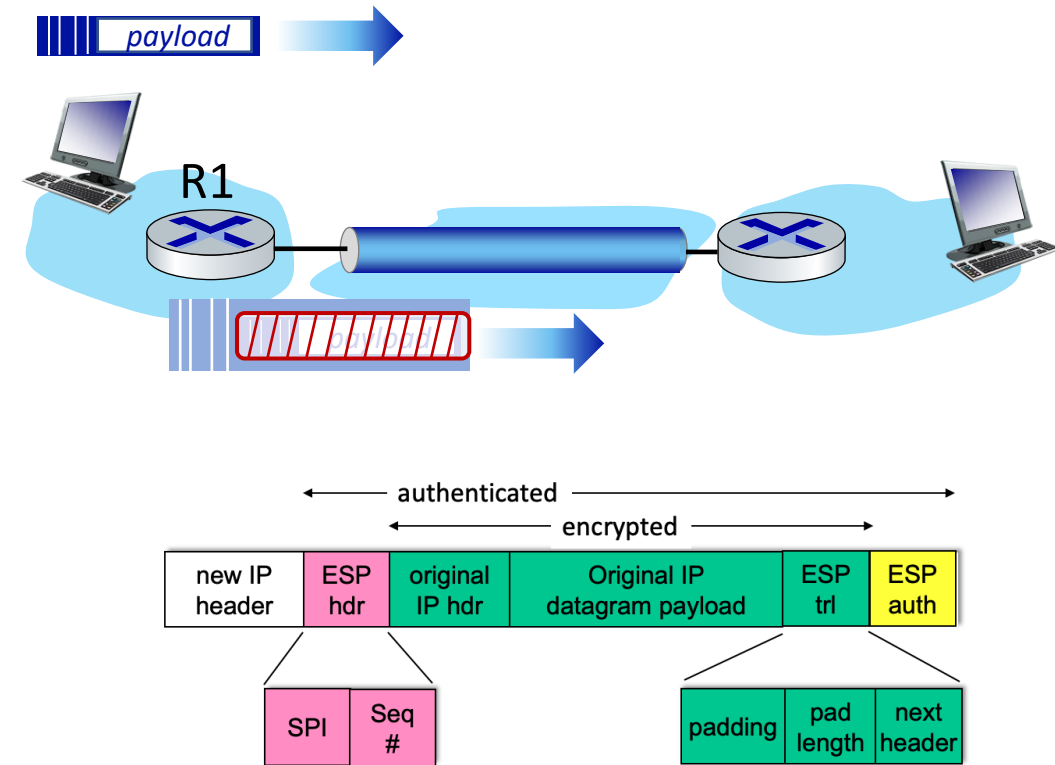 payload
R1
payload
authenticated
encrypted
new IP
header
ESP
hdr
original
IP hdr
Original IP
datagram payload
ESP
trl
ESP
auth
SPI
Seq
#
padding
pad
length
next
header